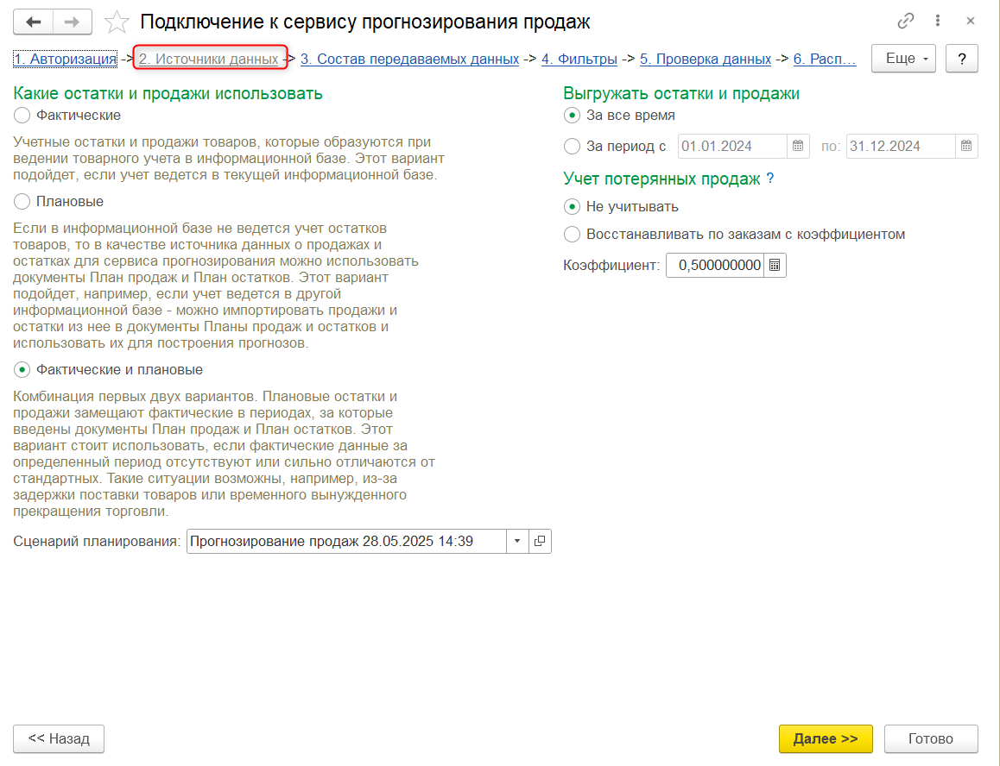 Подключение к сервису прогнозирования продаж
1. Авторизация -> 2. Источники данных -> 3. Состав передаваемых данных -> 4. Фильтры -> 5. Проверка данных -> 6. Расп... Еще ?
Какие остатки и продажи использовать
Фактические
Учетные остатки и продажи товаров, которые образуются при
ведении товарного учета в информационной базе. Этот вариант
подойдет, если учет ведется в текущей информационной базе.
Плановые
Если в информационной базе не ведется учет остатков
товаров, то в качестве источника данных о продажах и
остатках для сервиса прогнозирования можно использовать
документы План продаж и План остатков. Этот вариант
подойдет, например, если учет ведется в другой
информационной базе - можно импортировать продажи и
остатки из нее в документы Планы продаж и остатков и
использовать их для построения прогнозов.
Фактические и плановые
Комбинация первых двух вариантов. Плановые остатки и
продажи замещают фактические в периодах, за которые
введены документы План продаж и План остатков. Этот
вариант стоит использовать, если фактические данные за
определенный период отсутствуют или сильно отличаются от
стандартных. Такие ситуации возможны, например, из-за
задержки поставки товаров или временного вынужденного
прекращения торговли.
Сценарий планирования: Прогнозирование продаж 28.05.2025 14:39
Выгружать остатки и продажи
За все время
За период с 01.01.2024 по: 31.12.2024
Учет потерянных продаж ?
Не учитывать
Восстанавливать по заказам с коэффициентом
Коэффициент: 0,500000000
<< Назад
Далее >>
Готово